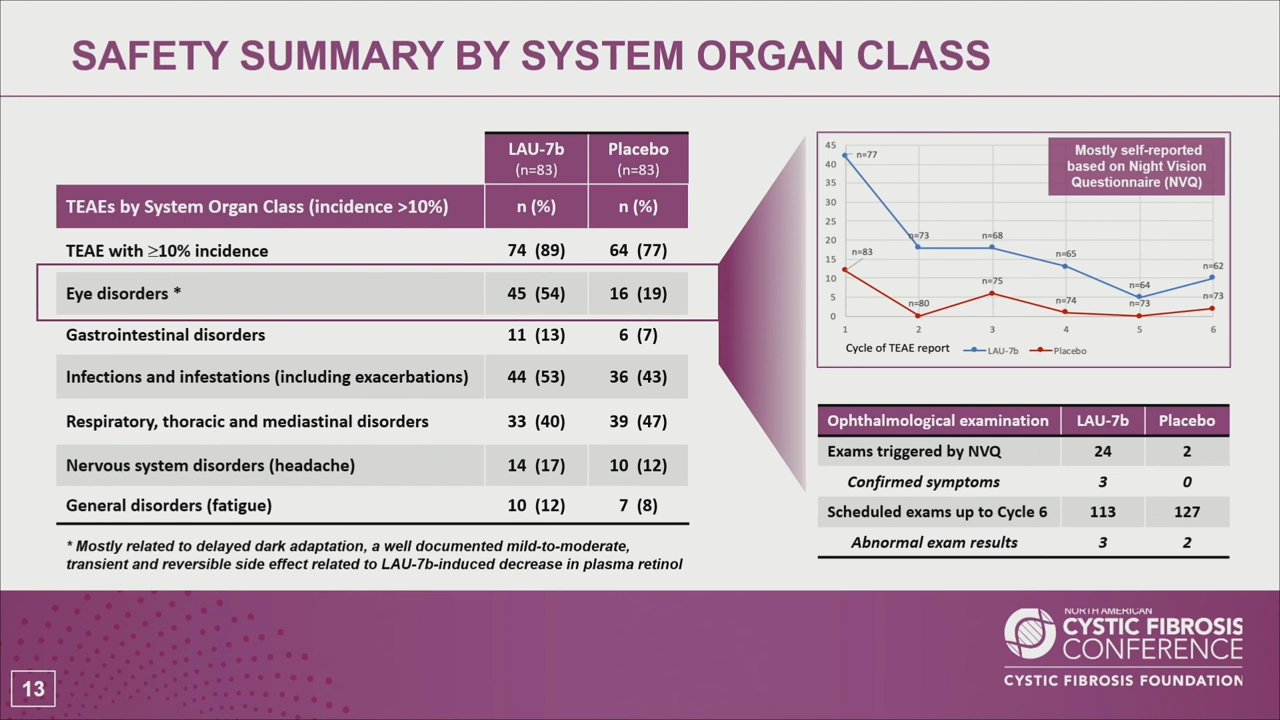 SAFETY SUMMARY BY SYSTEM ORGAN CLASS
LAU-7b Placebo
(n=83) (n=83)
TEAEs by System Organ Class (incidence >10%) n (%) n (%)
TEAE with ≥10% incidence 74 (89) 64 (77)
Eye disorders * 45 (54) 16 (19)
Gastrointestinal disorders 11 (13) 6 (7)
Infections and infestations (including exacerbations) 44 (53) 36 (43)
Respiratory, thoracic and mediastinal disorders 33 (40) 39 (47)
Nervous system disorders (headache) 14 (17) 10 (12)
General disorders (fatigue) 10 (12) 7 (8)
* Mostly related to delayed dark adaptation, a well documented mild-to-moderate,
transient and reversible side effect related to LAU-7b-induced decrease in plasma retinol
Mostly self-reported
based on Night Vision
Questionnaire (NVQ)
45
40
35
30
25
20
15
10
5
0
n=77
n=73
n=68
n=65
n=64
n=62
n=83
n=80
n=75
n=74
n=73
n=73
1 2 3 4 5 6
Cycle of TEAE report LAU-7b Placebo
Ophthalmological examination LAU-7b Placebo
Exams triggered by NVQ 24 2
Confirmed symptoms 3 0
Scheduled exams up to Cycle 6 113 127
Abnormal exam results 3 2
NORTH AMERICAN
CYSTIC FIBROSIS
CONFERENCE
CYSTIC FIBROSIS FOUNDATION
13